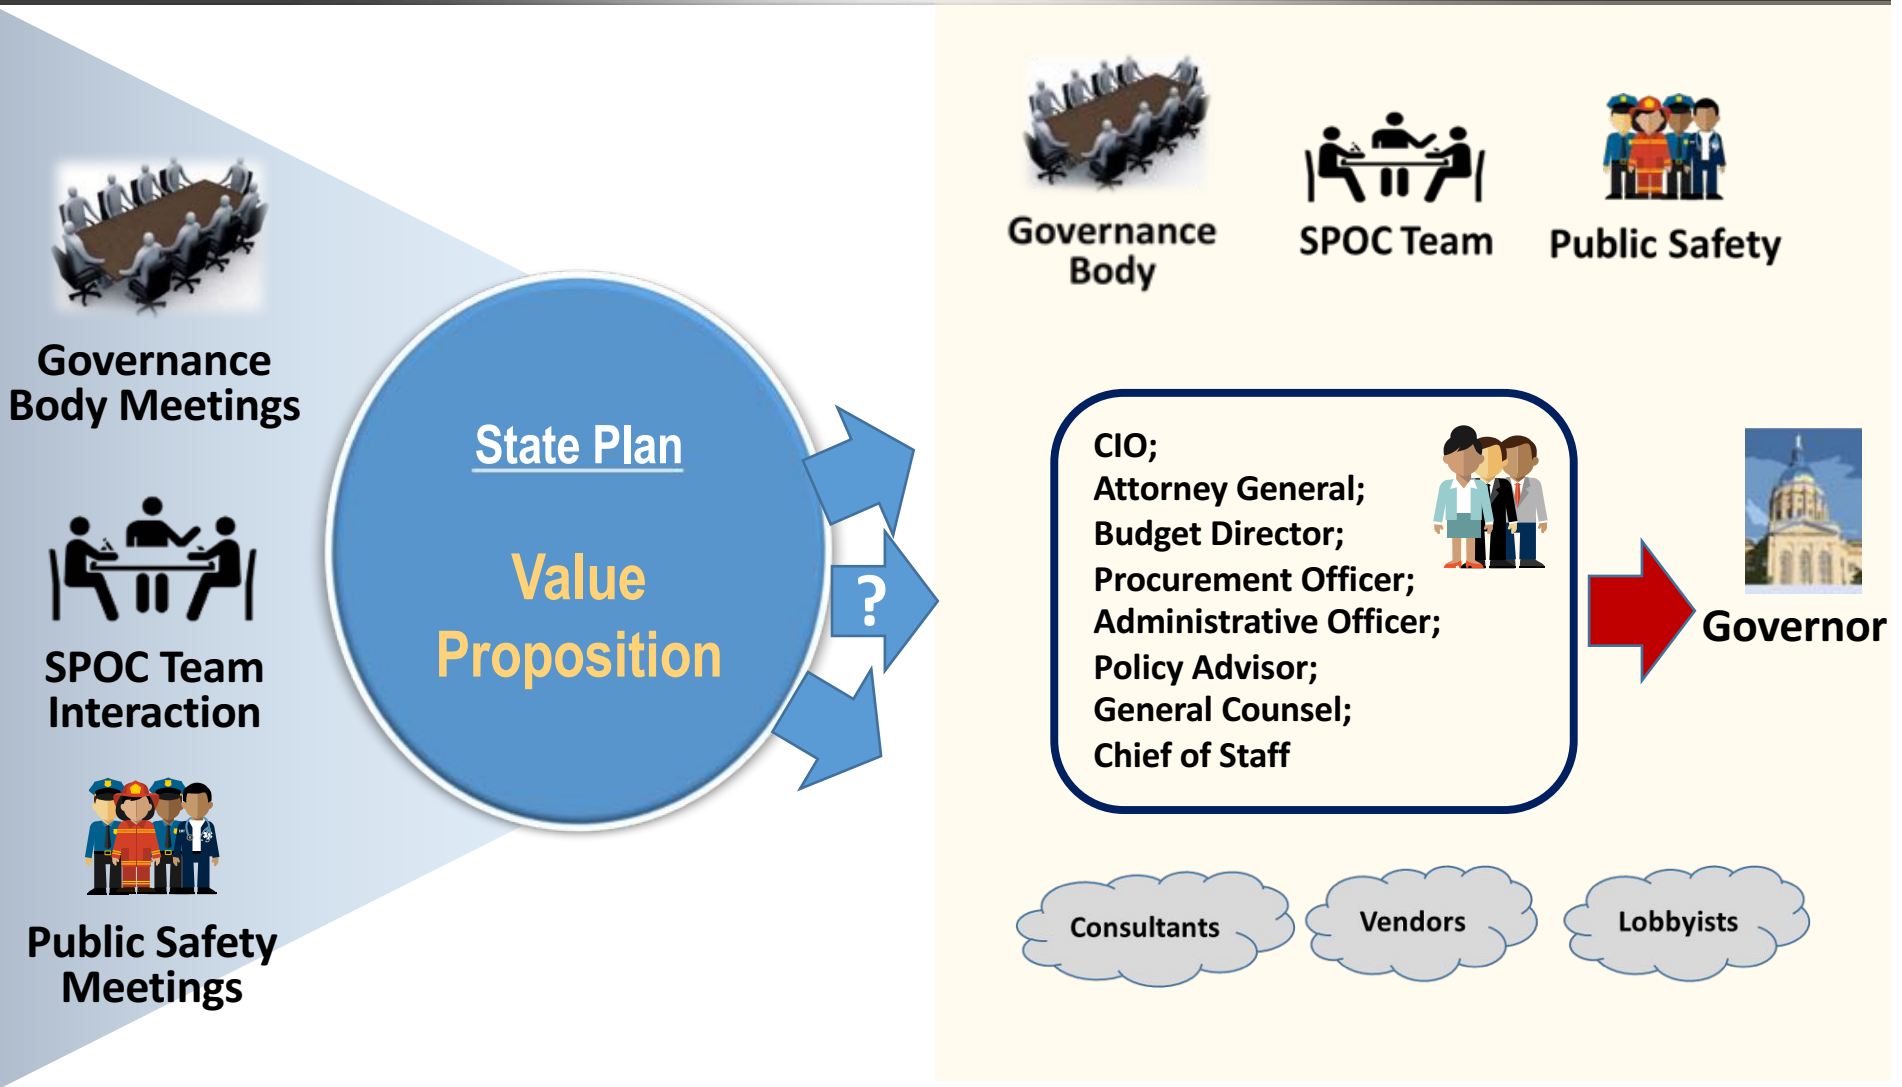 Governance
Body Meetings
SPOC Team
Interaction
Public Safety
Meetings
State Plan
Value
Proposition
?
Governance
Body
SPOC Team
Public Safety
CIO;
Attorney General;
Budget Director;
Procurement Officer;
Administrative Officer;
Policy Advisor;
General Counsel;
Chief of Staff
Governor
Consultants
Vendors
Lobbyists